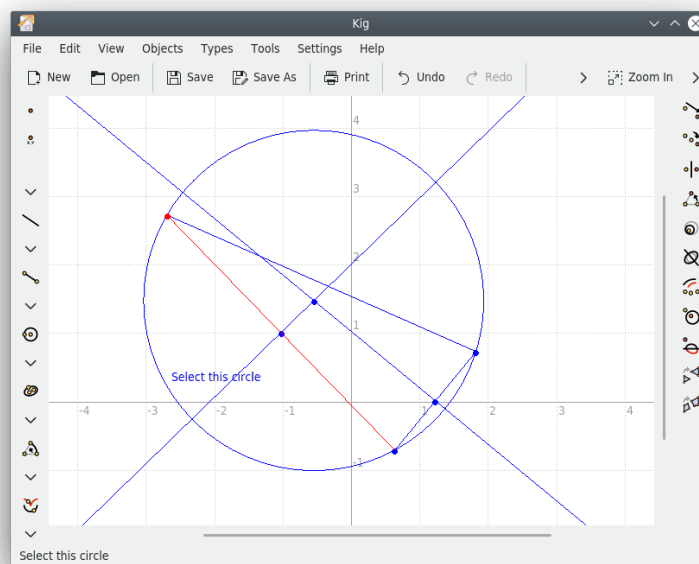 Kig
File Edit View Objects Types Tools Settings Help
New Open Save Save As Print Undo Redo Zoom In
4
3
2
1
-4 -3 -2 -1 1 2 3 4
-1
Select this circle
Select this circle